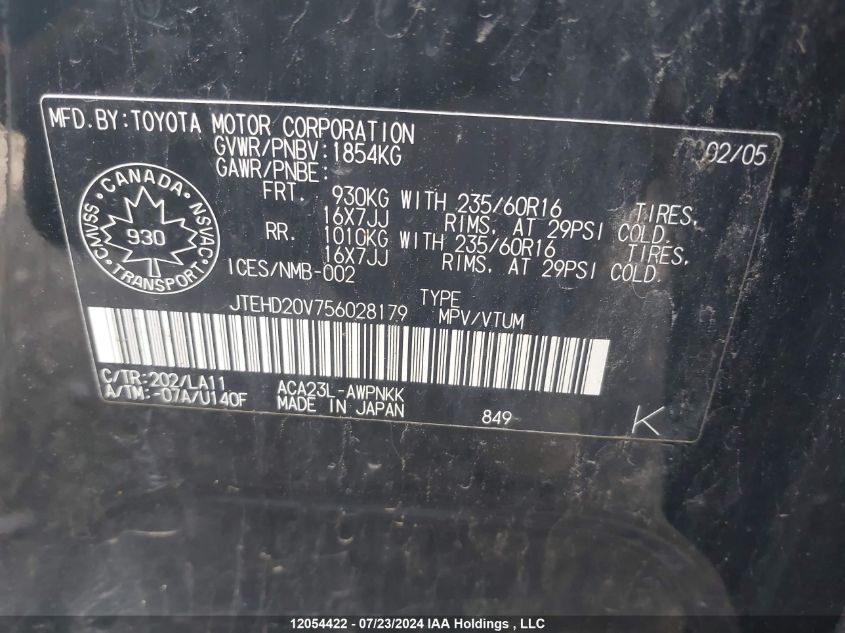 MFD.BY:TOYOTA MOTOR CORPORATION 02/05
GVWR/PNBV:1854KG
GAWR/PNBE:
FRT. 930KG WITH 235/60R16 TIRES,
16X7JJ RIMS, AT 29PSI COLD.
RR. 1010KG WITH 235/60R16 TIRES,
16X7JJ RIMS, AT 29PSI COLD.
ICES/NMB-002
CANADA
CMVSS NSVAC
930
TRANSPORT
JTEHD20V756028179 TYPE
MPV/VTUM
C/TR:202/LA11 ACA23L-AWPNKK
A/TM:-07A/U140F MADE IN JAPAN 849 K
12054422 - 07/23/2024 IAA Holdings , LLC